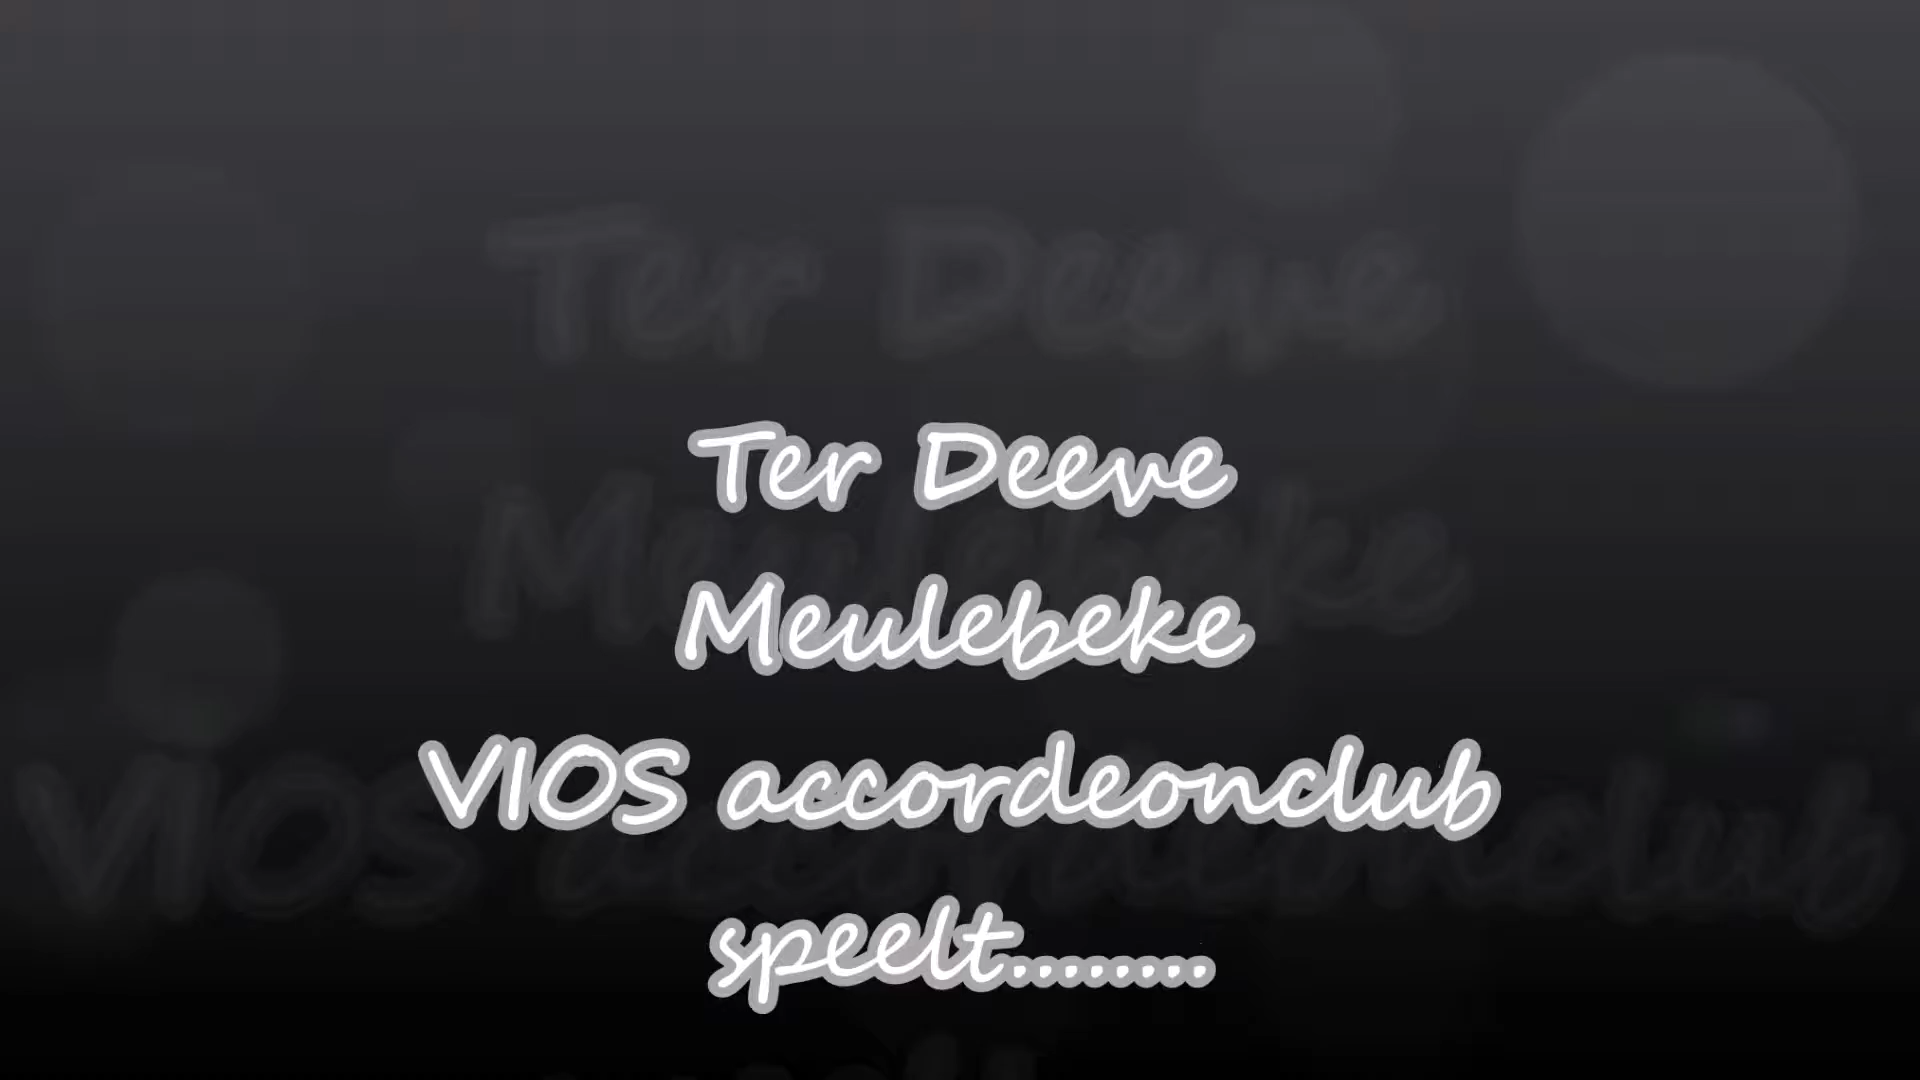 Ter Deeve
Meulebeke
VIOS accordeonclub
speelt........